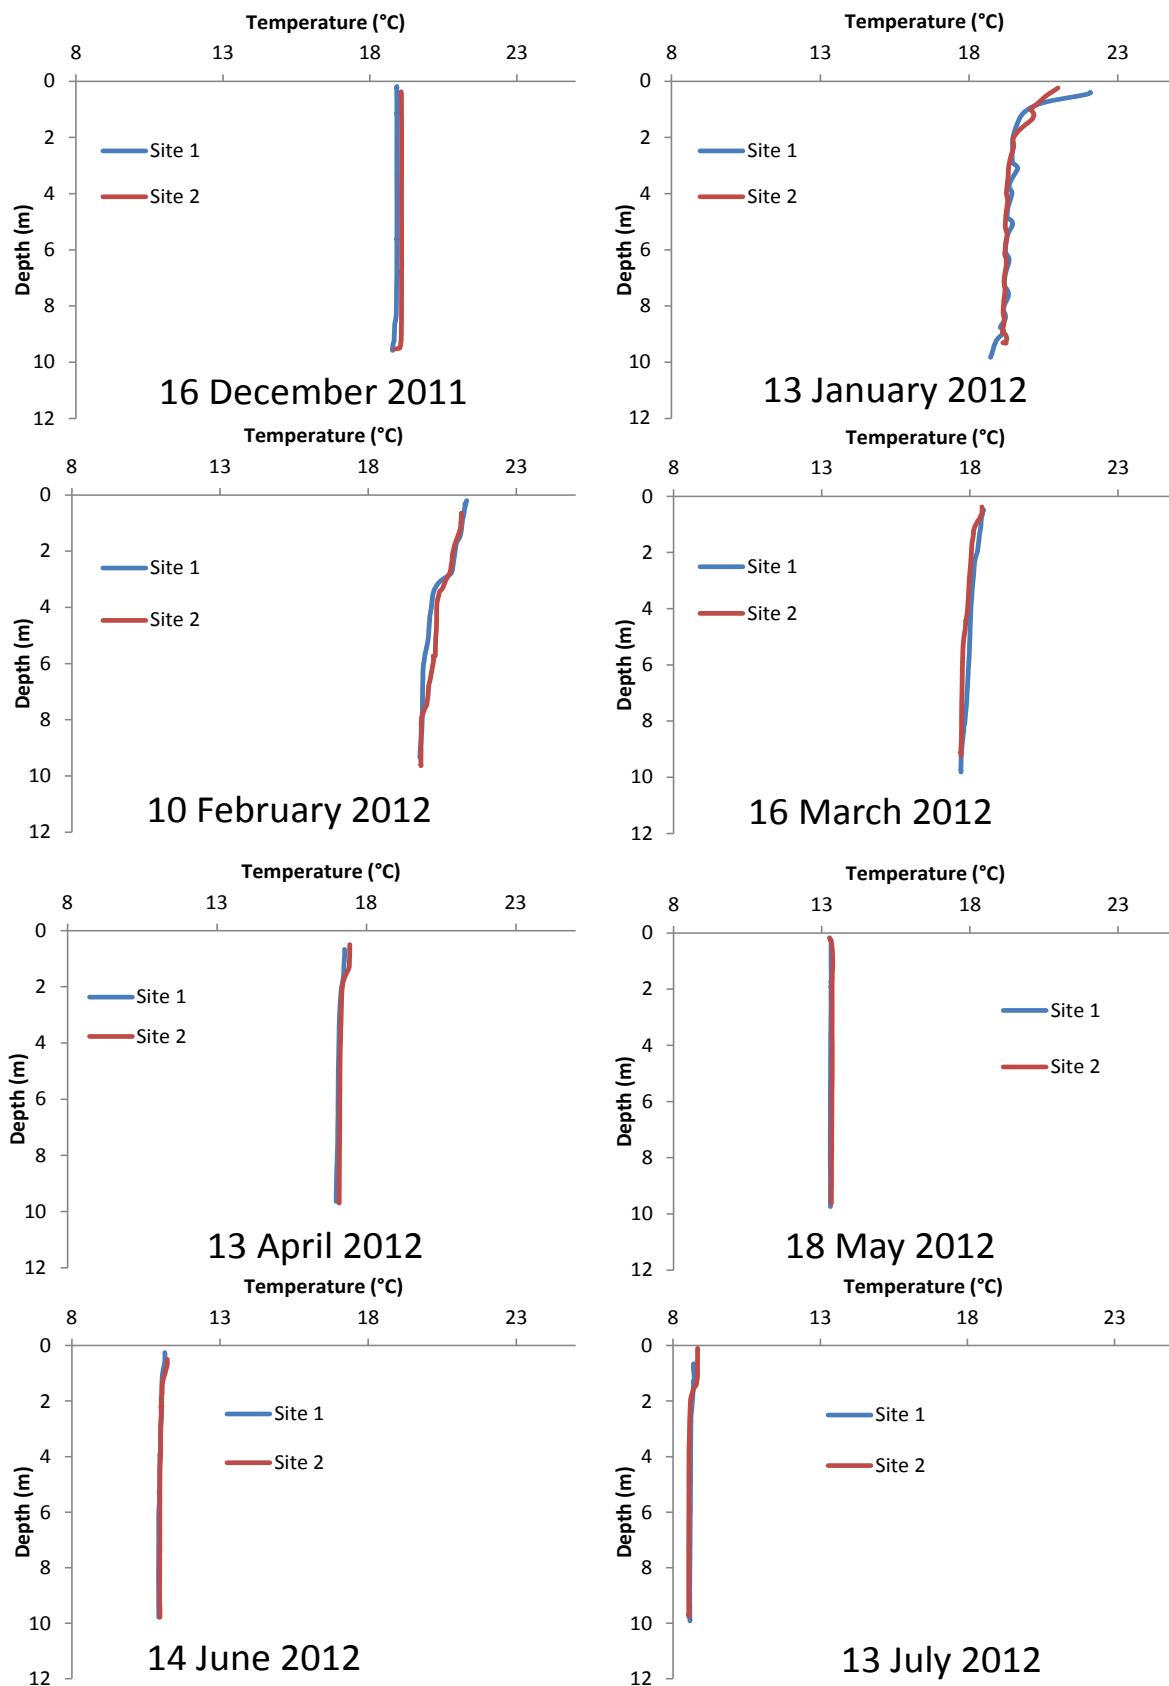 Temperature (°C)
8 13 18 23
0
2
4
6
8
10
12
Depth (m)
Site 1
Site 2
16 December 2011
Temperature (°C)
8 13 18 23
0
2
4
6
8
10
12
Depth (m)
Site 1
Site 2
13 January 2012
Temperature (°C)
8 13 18 23
0
2
4
6
8
10
12
Depth (m)
Site 1
Site 2
10 February 2012
Temperature (°C)
8 13 18 23
0
2
4
6
8
10
12
Depth (m)
Site 1
Site 2
16 March 2012
Temperature (°C)
8 13 18 23
0
2
4
6
8
10
12
Depth (m)
Site 1
Site 2
13 April 2012
Temperature (°C)
8 13 18 23
0
2
4
6
8
10
12
Depth (m)
Site 1
Site 2
18 May 2012
Temperature (°C)
8 13 18 23
0
2
4
6
8
10
12
Depth (m)
Site 1
Site 2
14 June 2012
Temperature (°C)
8 13 18 23
0
2
4
6
8
10
12
Depth (m)
Site 1
Site 2
13 July 2012